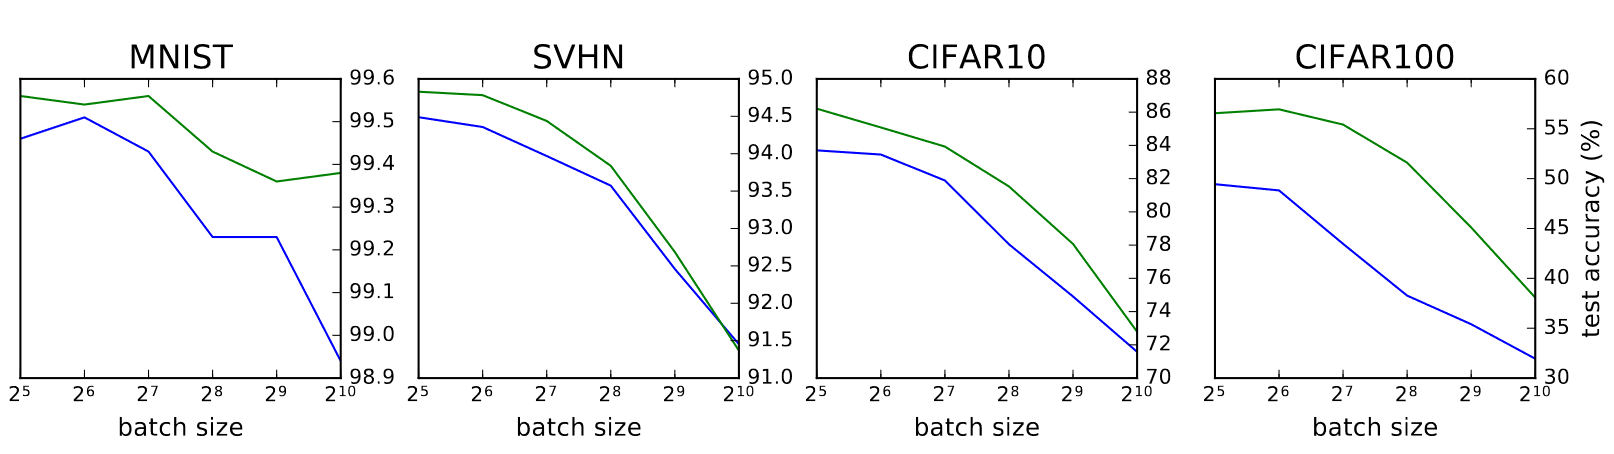 MNIST SVHN CIFAR10 CIFAR100
99.6 99.5 99.4 99.3 99.2 99.1 99.0 98.9
2⁵ 2⁶ 2⁷ 2⁸ 2⁹ 2¹⁰
batch size
95.0 94.5 94.0 93.5 93.0 92.5 92.0 91.5 91.0
2⁵ 2⁶ 2⁷ 2⁸ 2⁹ 2¹⁰
batch size
88 86 84 82 80 78 76 74 72 70
2⁵ 2⁶ 2⁷ 2⁸ 2⁹ 2¹⁰
batch size
60 55 50 45 40 35 30
2⁵ 2⁶ 2⁷ 2⁸ 2⁹ 2¹⁰
batch size
test accuracy (%)